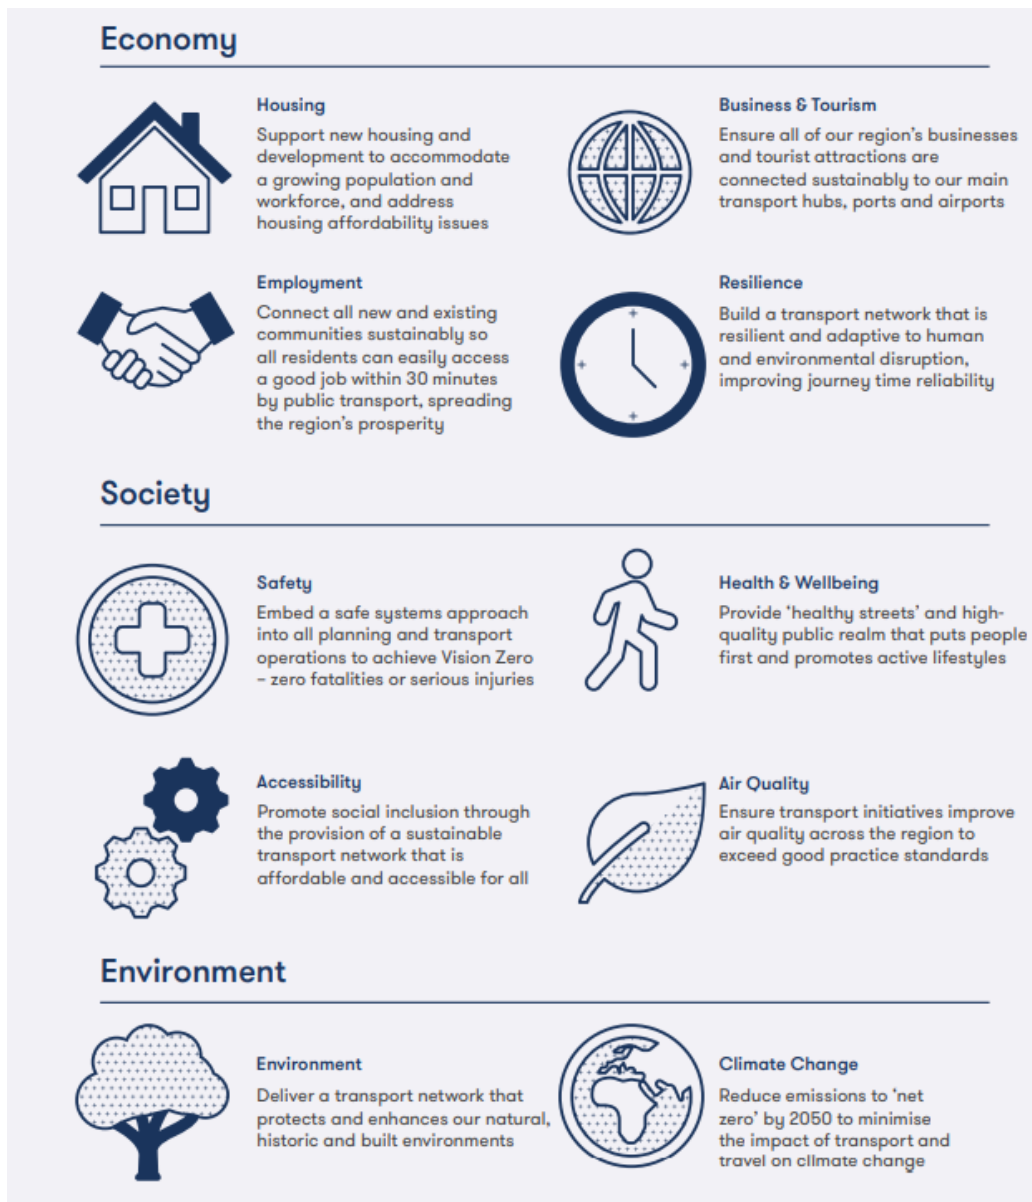 Economy
Housing
Support new housing and
development to accommodate
a growing population and
workforce, and address
housing affordability issues
Business & Tourism
Ensure all of our region's businesses
and tourist attractions are
connected sustainably to our main
transport hubs, ports and airports
Employment
Connect all new and existing
communities sustainably so
all residents can easily access
a good job within 30 minutes
by public transport, spreading
the region's prosperity
Resilience
Build a transport network that is
resilient and adaptive to human
and environmental disruption,
improving journey time reliability
Society
Safety
Embed a safe systems approach
into all planning and transport
operations to achieve Vision Zero
– zero fatalities or serious injuries
Health & Wellbeing
Provide 'healthy streets' and high-
quality public realm that puts people
first and promotes active lifestyles
Accessibility
Promote social inclusion through
the provision of a sustainable
transport network that is
affordable and accessible for all
Air Quality
Ensure transport initiatives improve
air quality across the region to
exceed good practice standards
Environment
Environment
Deliver a transport network that
protects and enhances our natural,
historic and built environments
Climate Change
Reduce emissions to 'net
zero' by 2050 to minimise
the impact of transport and
travel on climate change